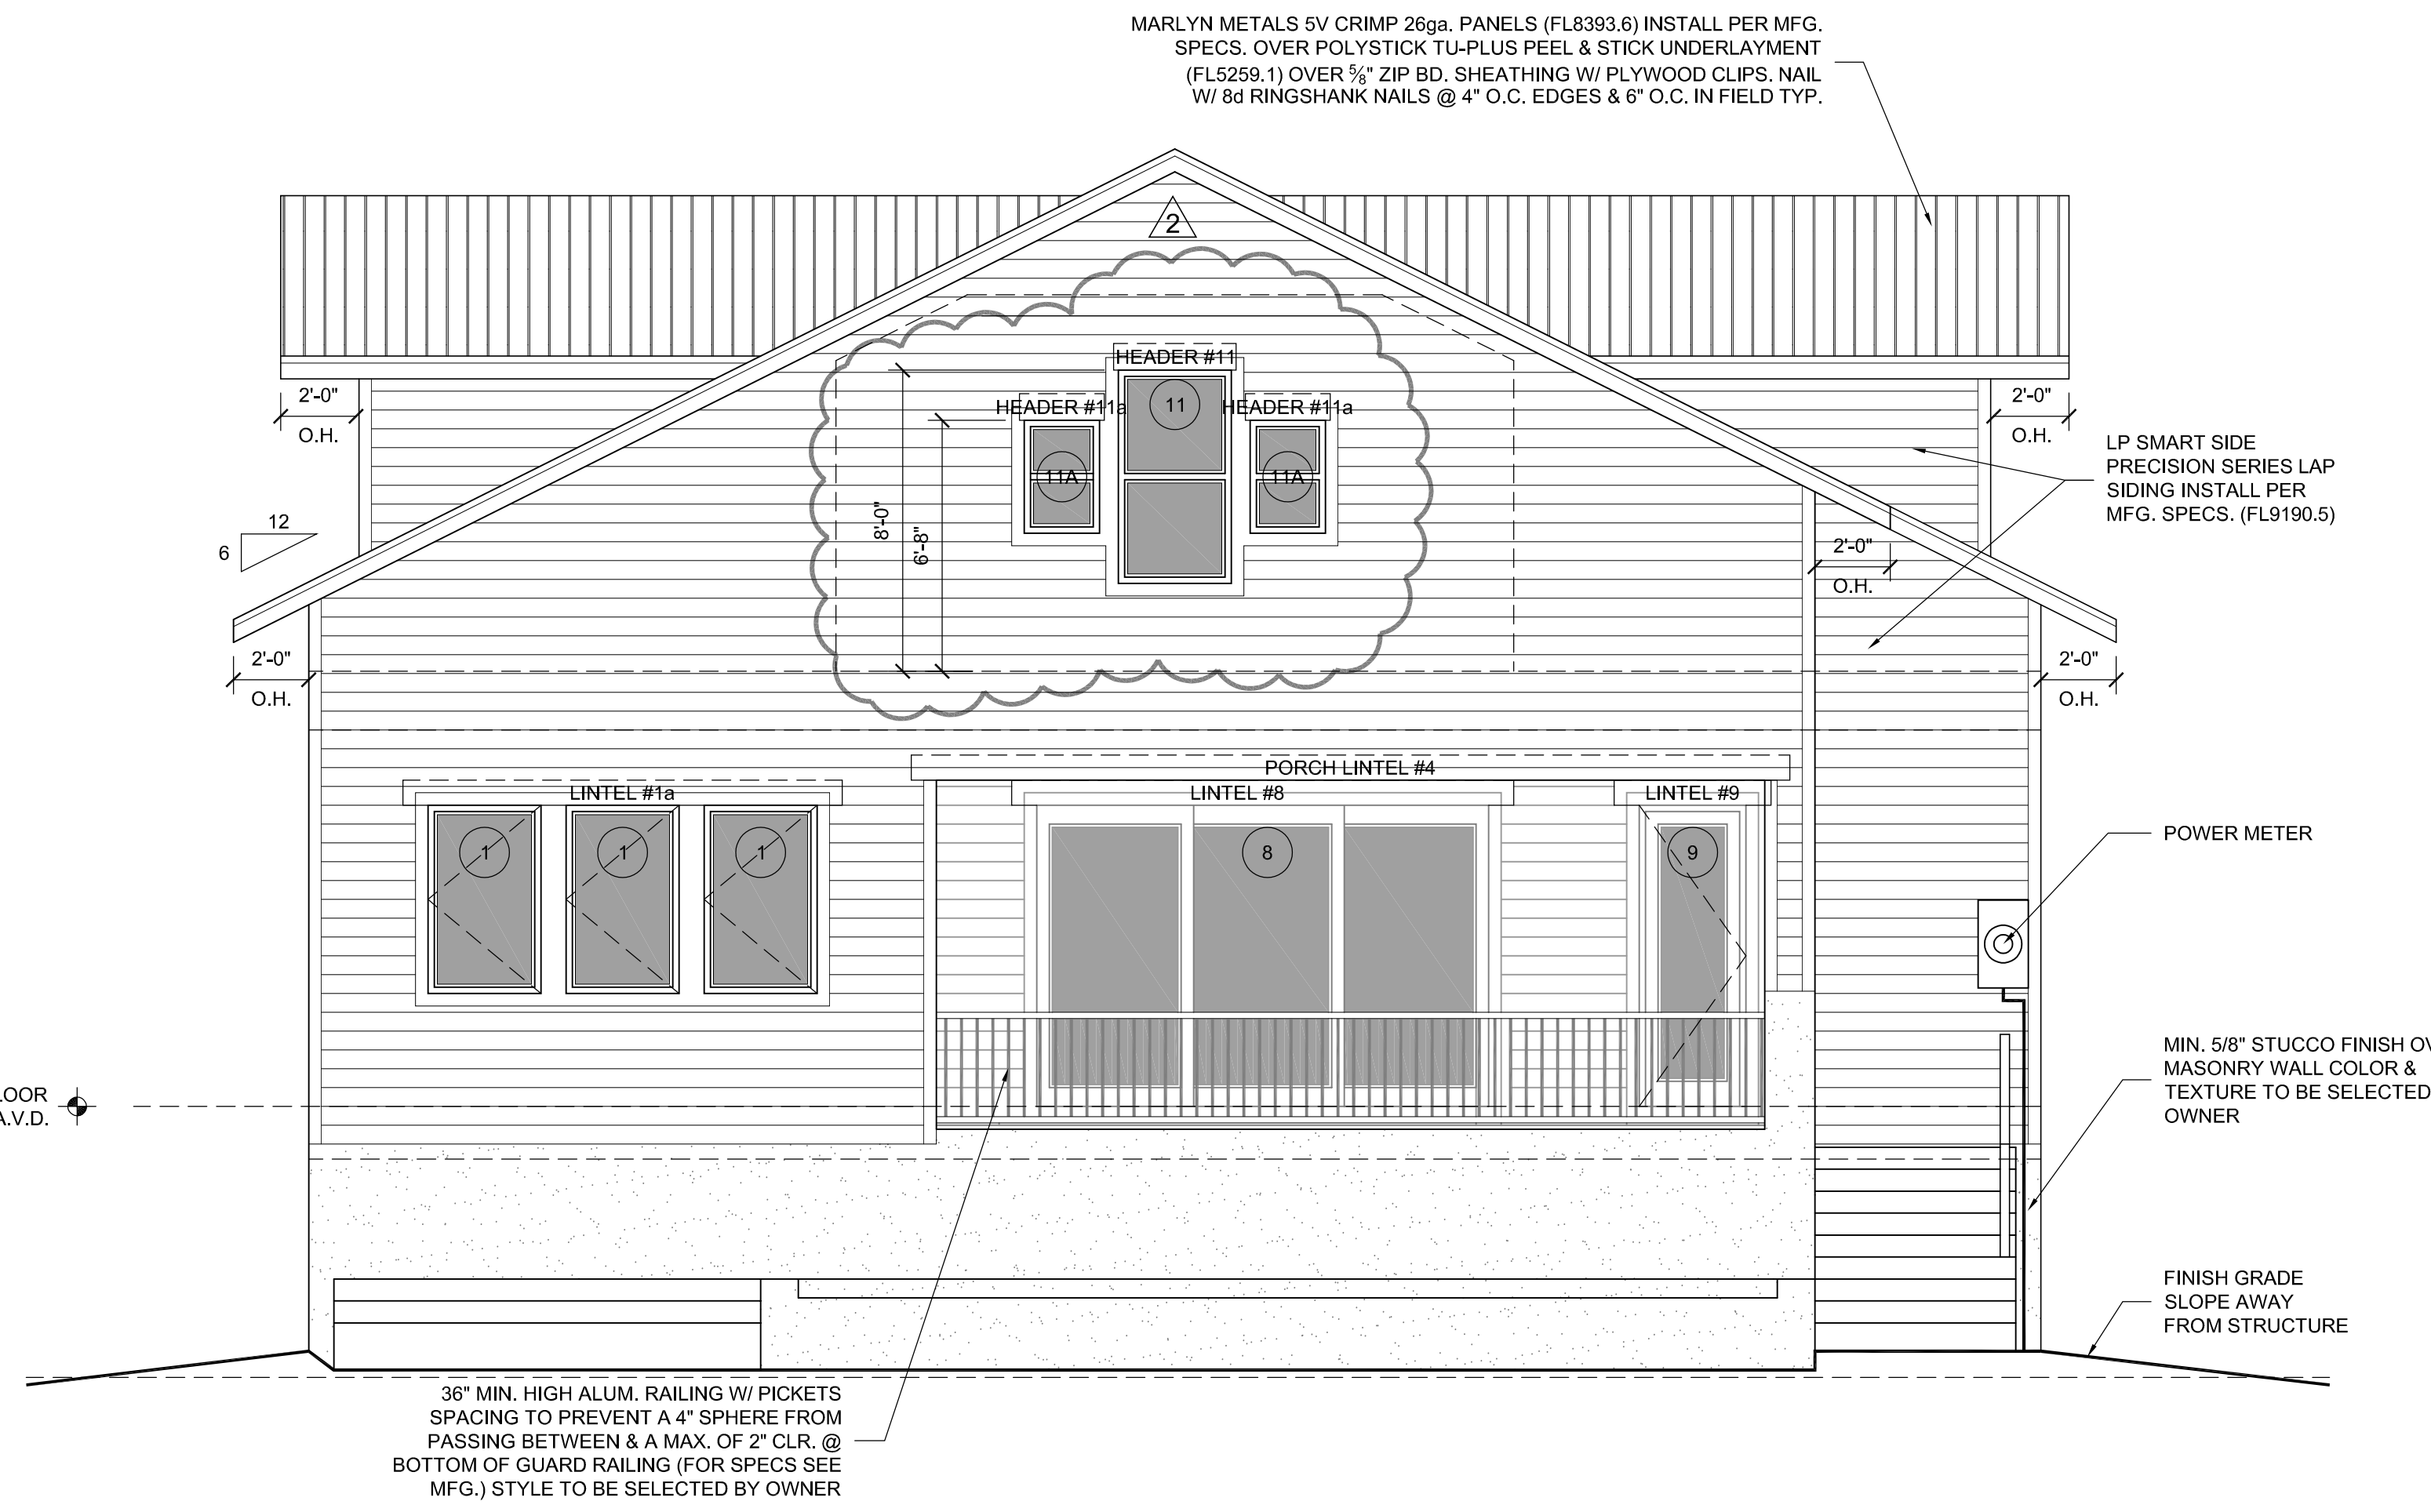 MARLYN METALS 5V CRIMP 26ga. PANELS (FL8393.6) INSTALL PER MFG.
SPECS. OVER POLYSTICK TU-PLUS PEEL & STICK UNDERLAYMENT
(FL5259.1) OVER ⅝" ZIP BD. SHEATHING W/ PLYWOOD CLIPS. NAIL
W/ 8d RINGSHANK NAILS @ 4" O.C. EDGES & 6" O.C. IN FIELD TYP.
2
HEADER #11
HEADER #11a
HEADER #11a
11
11A
11A
8'-0"
6'-8"
2'-0"
O.H.
2'-0"
O.H.
LP SMART SIDE
PRECISION SERIES LAP
SIDING INSTALL PER
MFG. SPECS. (FL9190.5)
12
6
2'-0"
O.H.
2'-0"
O.H.
2'-0"
O.H.
PORCH LINTEL #4
LINTEL #1a
LINTEL #8
LINTEL #9
1
1
1
8
9
POWER METER
MIN. 5/8" STUCCO FINISH
MASONRY WALL COLOR &
TEXTURE TO BE SELECTED
OWNER
A.V.D.
FINISH GRADE
SLOPE AWAY
FROM STRUCTURE
36" MIN. HIGH ALUM. RAILING W/ PICKETS
SPACING TO PREVENT A 4" SPHERE FROM
PASSING BETWEEN & A MAX. OF 2" CLR. @
BOTTOM OF GUARD RAILING (FOR SPECS SEE
MFG.) STYLE TO BE SELECTED BY OWNER